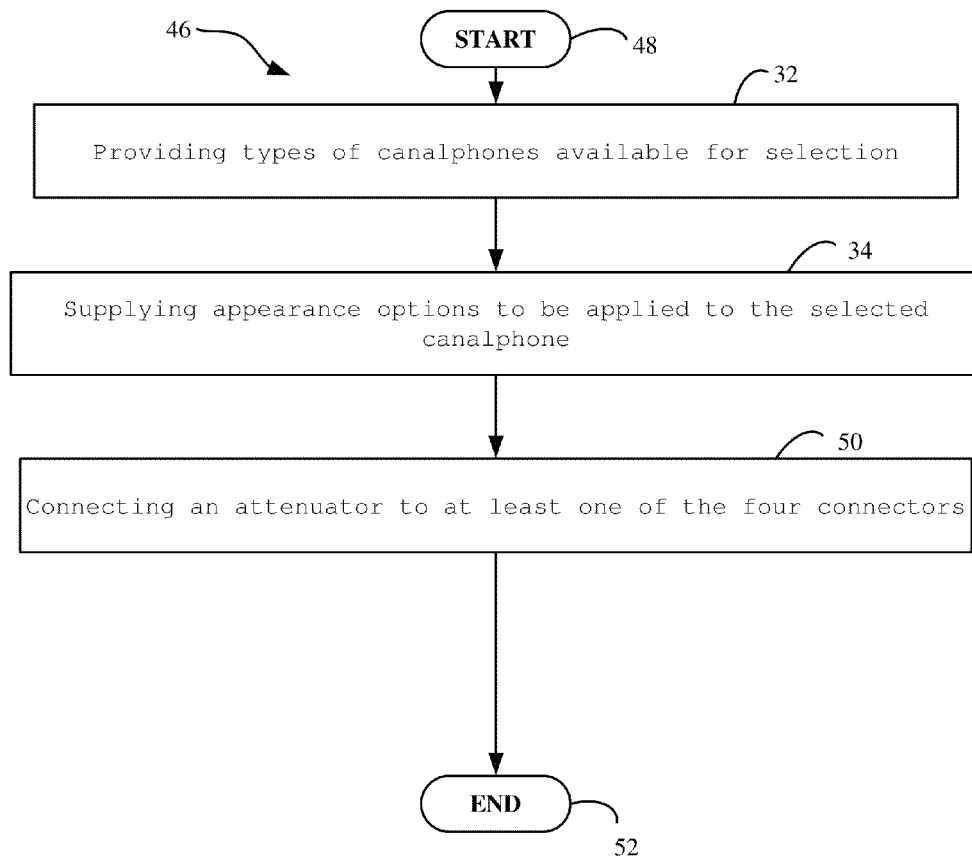 46
START
48
32
Providing types of canalphones available for selection
34
Supplying appearance options to be applied to the selected
canalphone
50
Connecting an attenuator to at least one of the four connectors
END
52